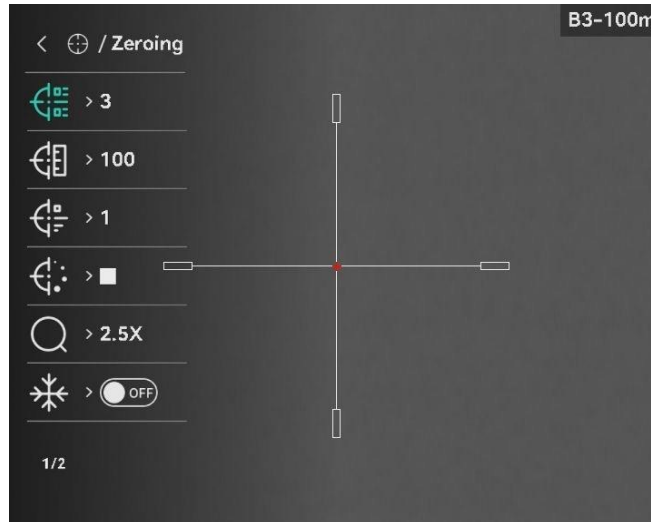 B3-100m
< / Zeroing
> 3
> 100
> 1
>
> 2.5X
> OFF
1/2